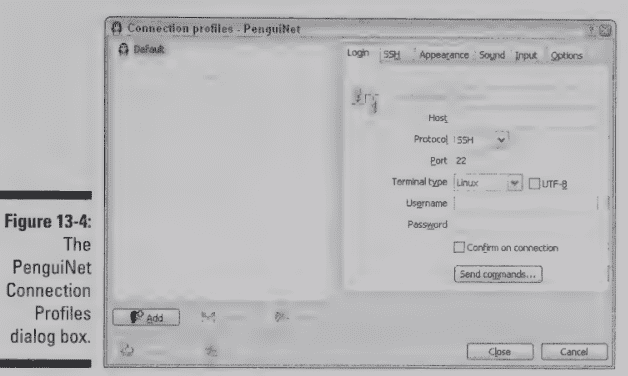 Connection profiles - PenguiNet
Default
Login SSH Appearance Sound Input Options
Host
Protocol SSH
Port 22
Terminal type Linux UTF-8
Username
Password
Confirm on connection
Send commands...
Add
Close Cancel
Figure 13-4:
The
PenguiNet
Connection
Profiles
dialog box.